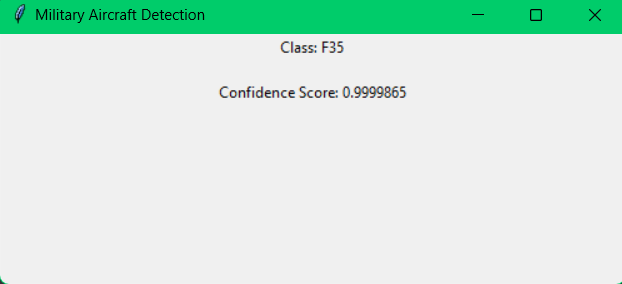 Military Aircraft Detection
Class: F35
Confidence Score: 0.9999865